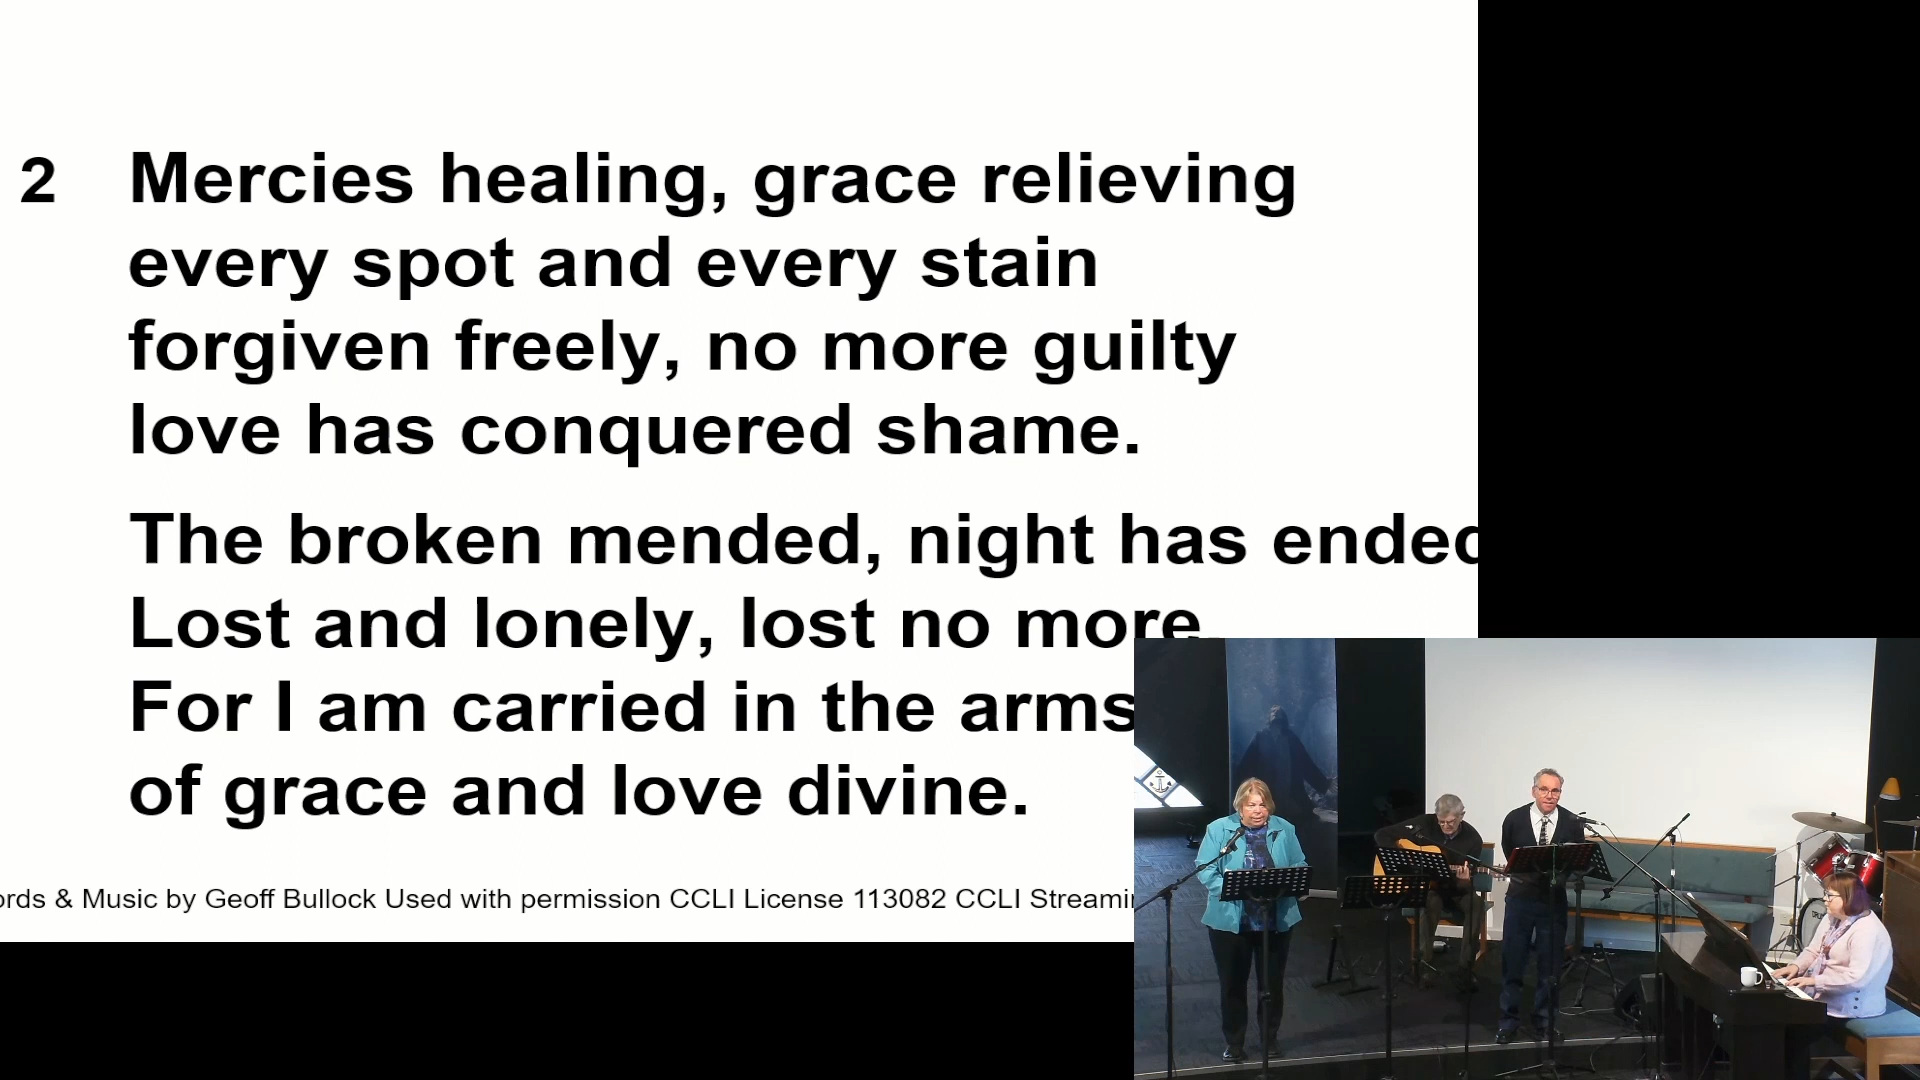 2 Mercies healing, grace relieving
every spot and every stain
forgiven freely, no more guilty
love has conquered shame.
The broken mended, night has ended
Lost and lonely, lost no more
For I am carried in the arms
of grace and love divine.
ords & Music by Geoff Bullock Used with permission CCLI License 113082 CCLI Streamin